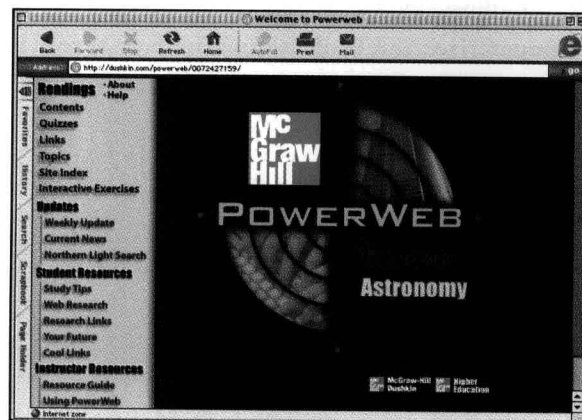 Welcome to Powerweb
Back Forward Stop Refresh Home AutoFill Print Mail
Address: http://dushkin.com/powerweb/0072427159/ go
Favorites
History
Search
Scrapbook
Page Holder
Readings
·About
·Help
Contents
Quizzes
Links
Topics
Site Index
Interactive Exercises
Updates
Weekly Update
Current News
Northern Light Search
Student Resources
Study Tips
Web Research
Research Links
Your Future
Cool Links
Instructor Resources
Resource Guide
Using PowerWeb
Mc
Graw
Hill
POWERWEB
Astronomy
McGraw-Hill
Dushkin
Higher
Education
Internet zone